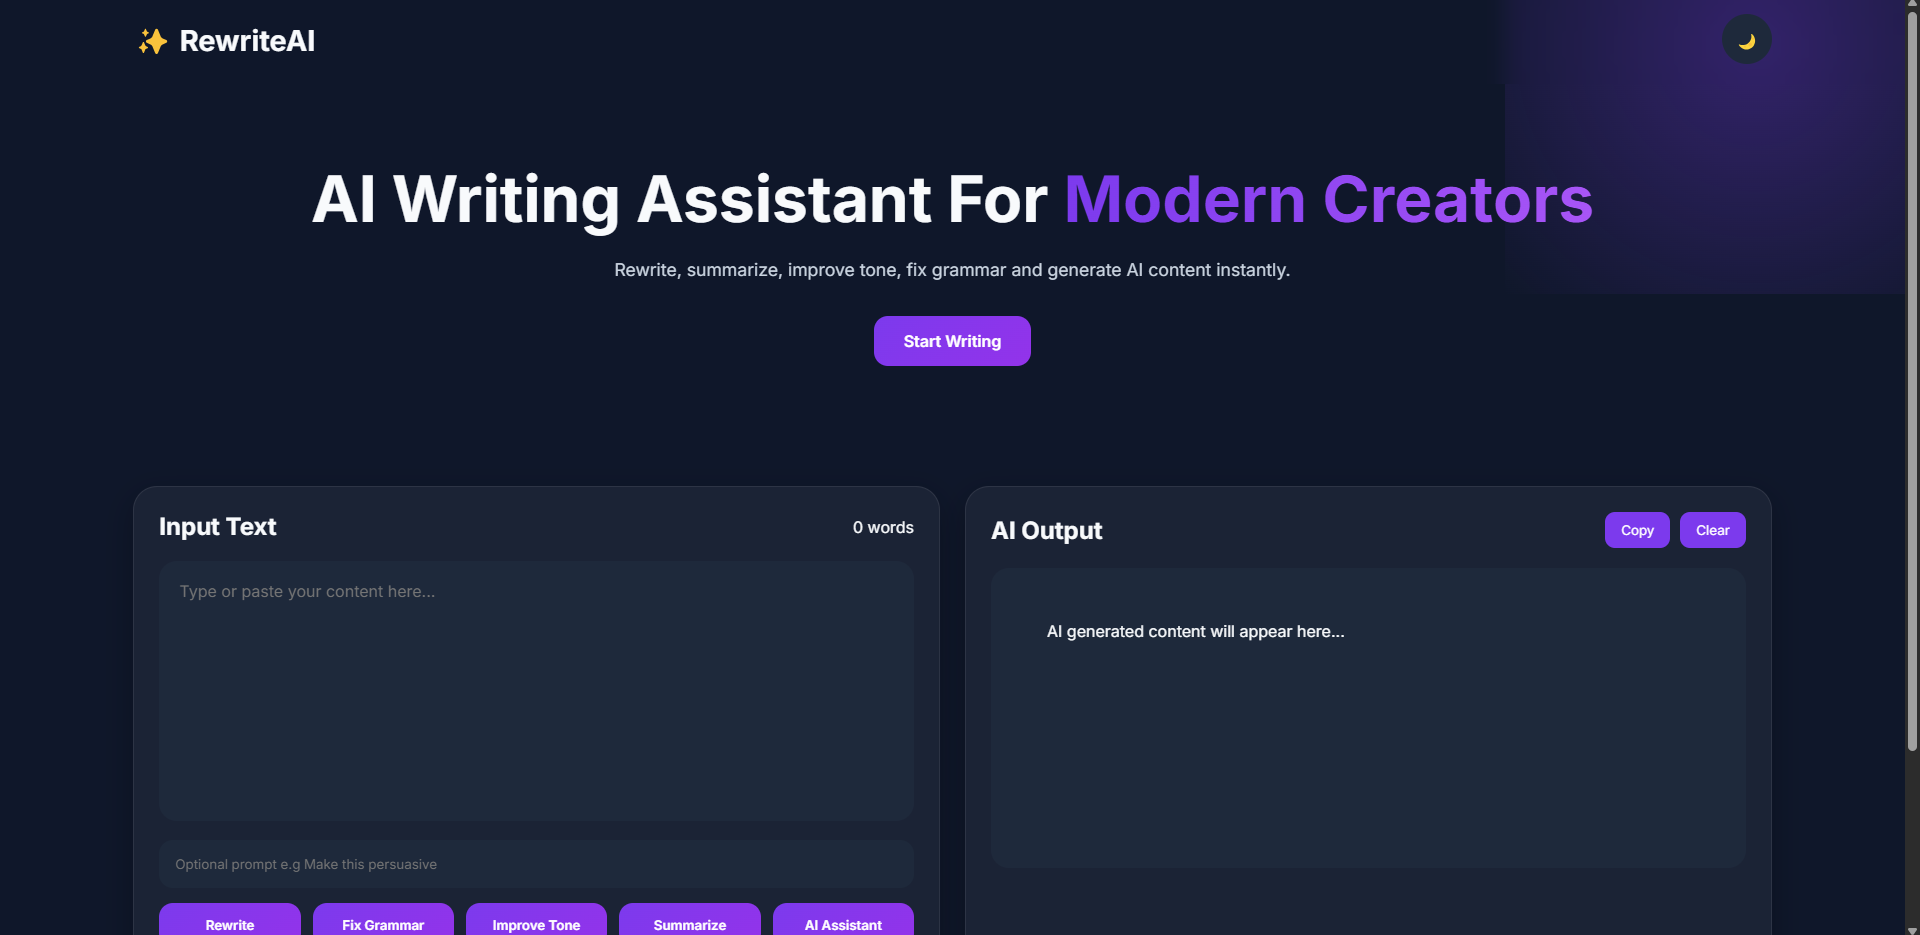 ✨ RewriteAI
🌙
AI Writing Assistant For Modern Creators
Rewrite, summarize, improve tone, fix grammar and generate AI content instantly.
Start Writing
Input Text
0 words
Type or paste your content here...
Optional prompt e.g Make this persuasive
Rewrite
Fix Grammar
Improve Tone
Summarize
AI Assistant
AI Output
Copy
Clear
AI generated content will appear here...